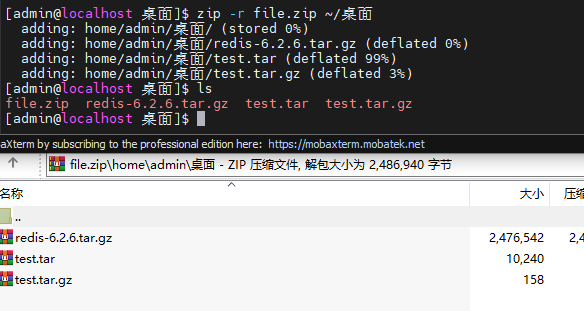 [admin@localhost 桌面]$ zip -r file.zip ~/桌面
adding: home/admin/桌面/ (stored 0%)
adding: home/admin/桌面/redis-6.2.6.tar.gz (deflated 0%)
adding: home/admin/桌面/test.tar (deflated 99%)
adding: home/admin/桌面/test.tar.gz (deflated 3%)
[admin@localhost 桌面]$ ls
file.zip redis-6.2.6.tar.gz test.tar test.tar.gz
[admin@localhost 桌面]$
aXterm by subscribing to the professional edition here: https://mobaxterm.mobatek.net
file.zip\home\admin\桌面 - ZIP 压缩文件, 解包大小为 2,486,940 字节
名称 大小 压缩
..
redis-6.2.6.tar.gz 2,476,542 2,4
test.tar 10,240
test.tar.gz 158